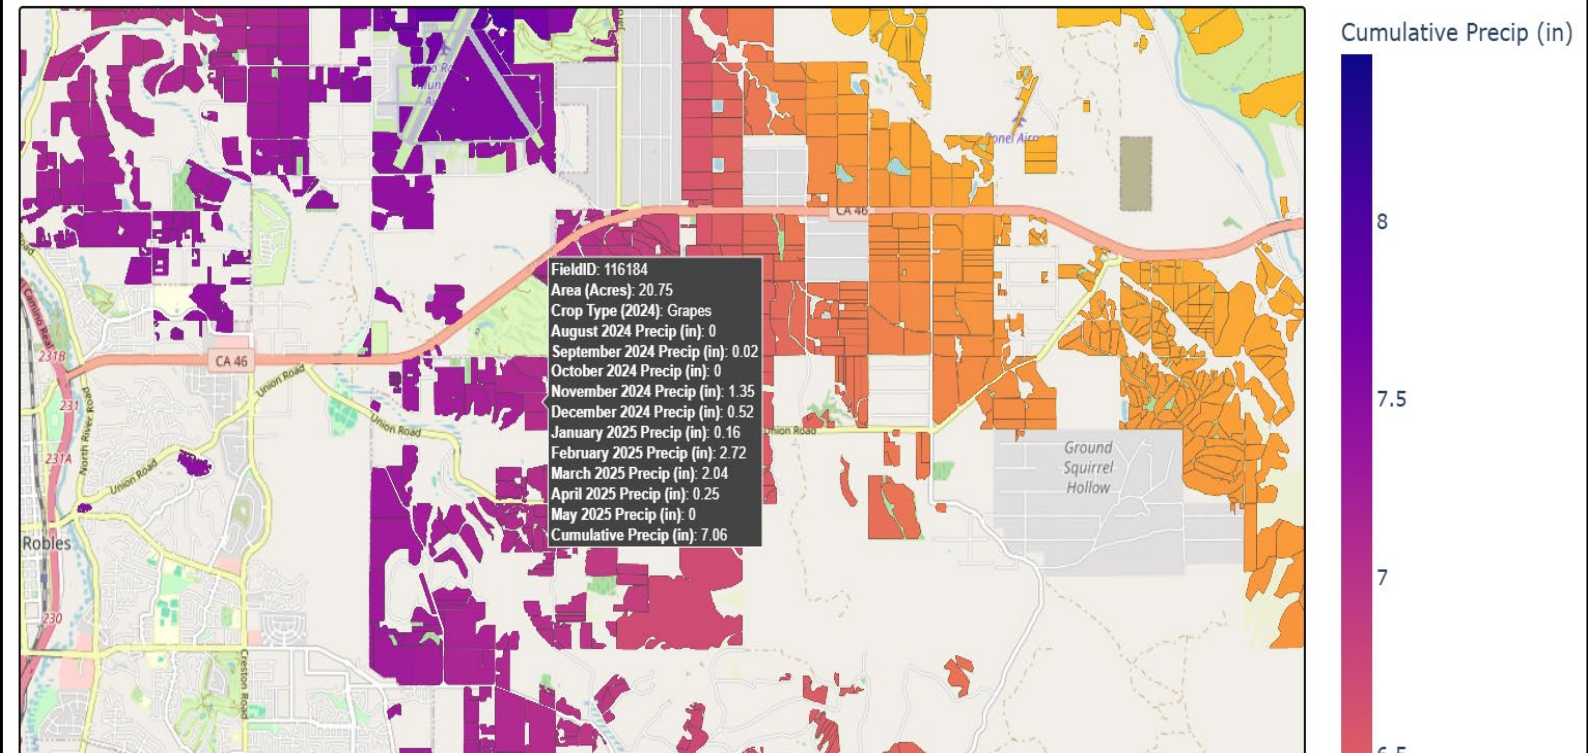 Cumulative Precip (in)
8
7.5
7
CA 46
CA 46
FieldID: 116184
Area (Acres): 20.75
Crop Type (2024): Grapes
August 2024 Precip (in): 0
September 2024 Precip (in): 0.02
October 2024 Precip (in): 0
November 2024 Precip (in): 1.35
December 2024 Precip (in): 0.52
January 2025 Precip (in): 0.16
February 2025 Precip (in): 2.72
March 2025 Precip (in): 2.04
April 2025 Precip (in): 0.25
May 2025 Precip (in): 0
Cumulative Precip (in): 7.06
231B
231
231A
230
North River Road
Union Road
Union Road
Union Road
Union Road
Ground
Squirrel
Hollow
Robles
Creston Road